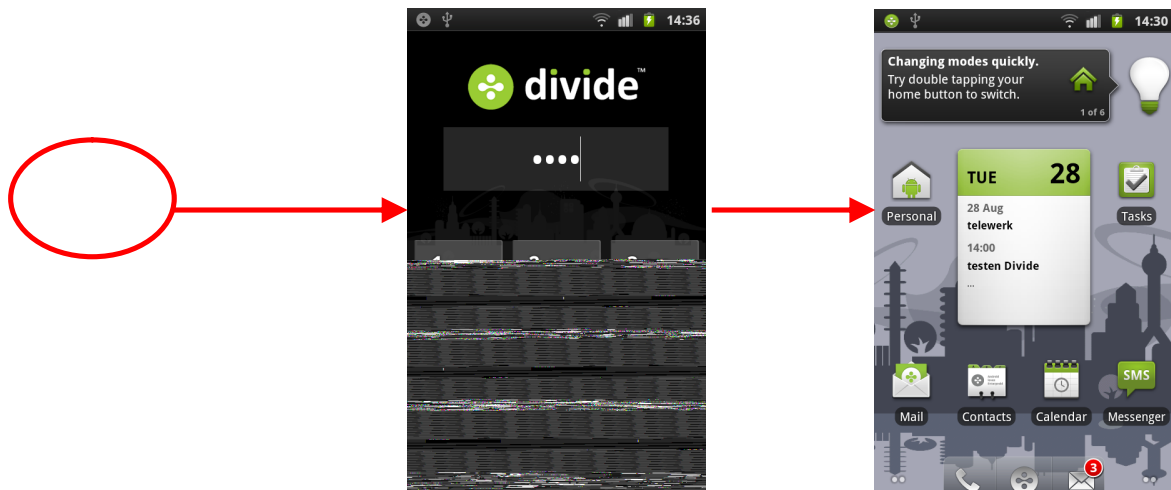 14:36
divide™
14:30
Changing modes quickly.
Try double tapping your
home button to switch.
1 of 6
TUE 28
28 Aug
telewerk
14:00
testen Divide
...
Personal
Tasks
SMS
Mail
Contacts
Calendar
Messenger
3